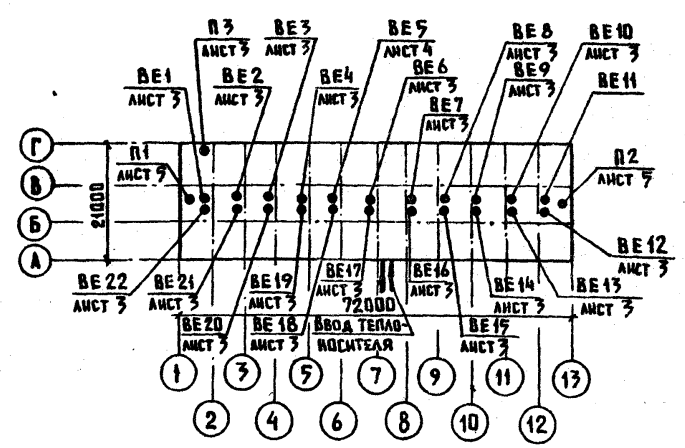 П3
ЛИСТ 3
ВЕ3
ЛИСТ 3
ВЕ5
ЛИСТ 4
ВЕ8
ЛИСТ 3
ВЕ10
ЛИСТ 3
ВЕ1
ЛИСТ 3
ВЕ2
ЛИСТ 3
ВЕ4
ЛИСТ 3
ВЕ6
ЛИСТ 3
ВЕ9
ЛИСТ 3
ВЕ11
ВЕ7
ЛИСТ 3
Г
П1
ЛИСТ 5
П2
ЛИСТ 5
В
21000
Б
А
ВЕ12
ЛИСТ 3
ВЕ22
ЛИСТ 3
ВЕ21
ЛИСТ 3
ВЕ19
ЛИСТ 3
ВЕ17
ЛИСТ 3
ВЕ16
ЛИСТ 3
ВЕ14
ЛИСТ 3
ВЕ13
ЛИСТ 3
72000
ВЕ20
ЛИСТ 3
ВЕ18
ЛИСТ 3
ВВОД ТЕПЛО-
НОСИТЕЛЯ
ВЕ15
ЛИСТ 3
1
3
5
7
9
11
13
2
4
6
8
10
12